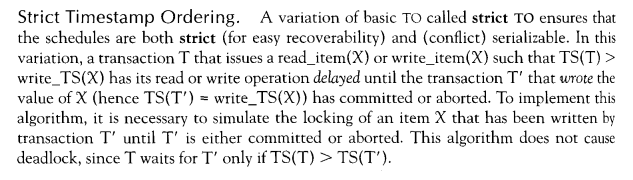 Strict Timestamp Ordering. A variation of basic TO called strict TO ensures that
the schedules are both strict (for easy recoverability) and (conflict) serializable. In this
variation, a transaction T that issues a read_item(X) or write_item(X) such that TS(T) >
write_TS(X) has its read or write operation delayed until the transaction T′ that wrote the
value of X (hence TS(T′) = write_TS(X)) has committed or aborted. To implement this
algorithm, it is necessary to simulate the locking of an item X that has been written by
transaction T′ until T′ is either committed or aborted. This algorithm does not cause
deadlock, since T waits for T′ only if TS(T) > TS(T′).